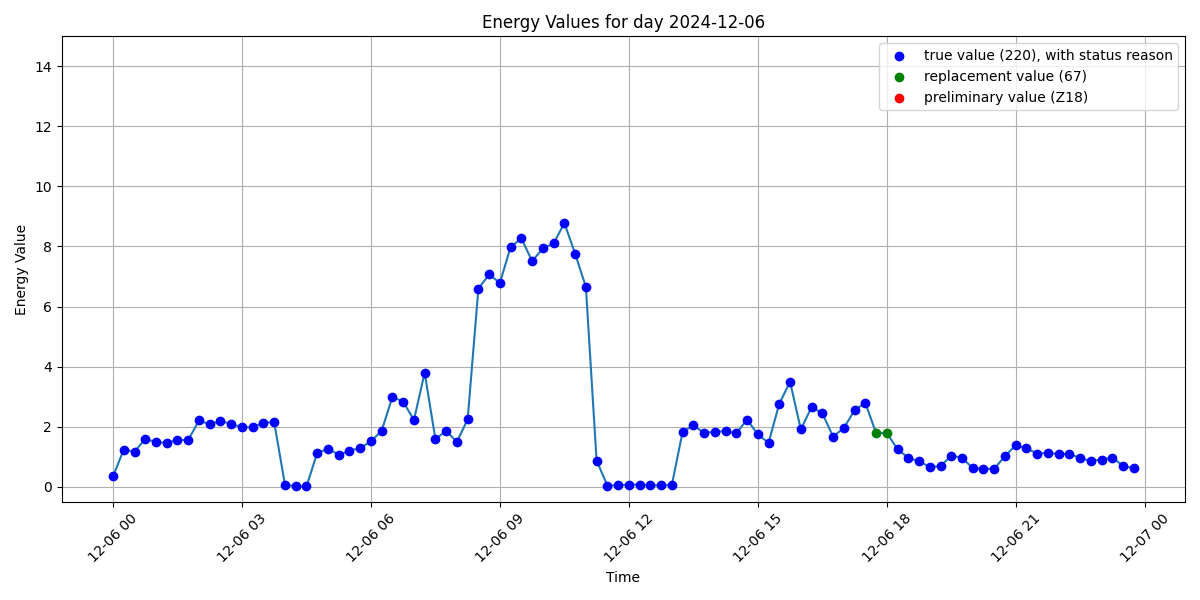 Energy Values for day 2024-12-06
true value (220), with status reason
replacement value (67)
preliminary value (Z18)
Energy Value
14
12
10
8
6
4
2
0
12-06 00
12-06 03
12-06 06
12-06 09
12-06 12
12-06 15
12-06 18
12-06 21
12-07 00
Time